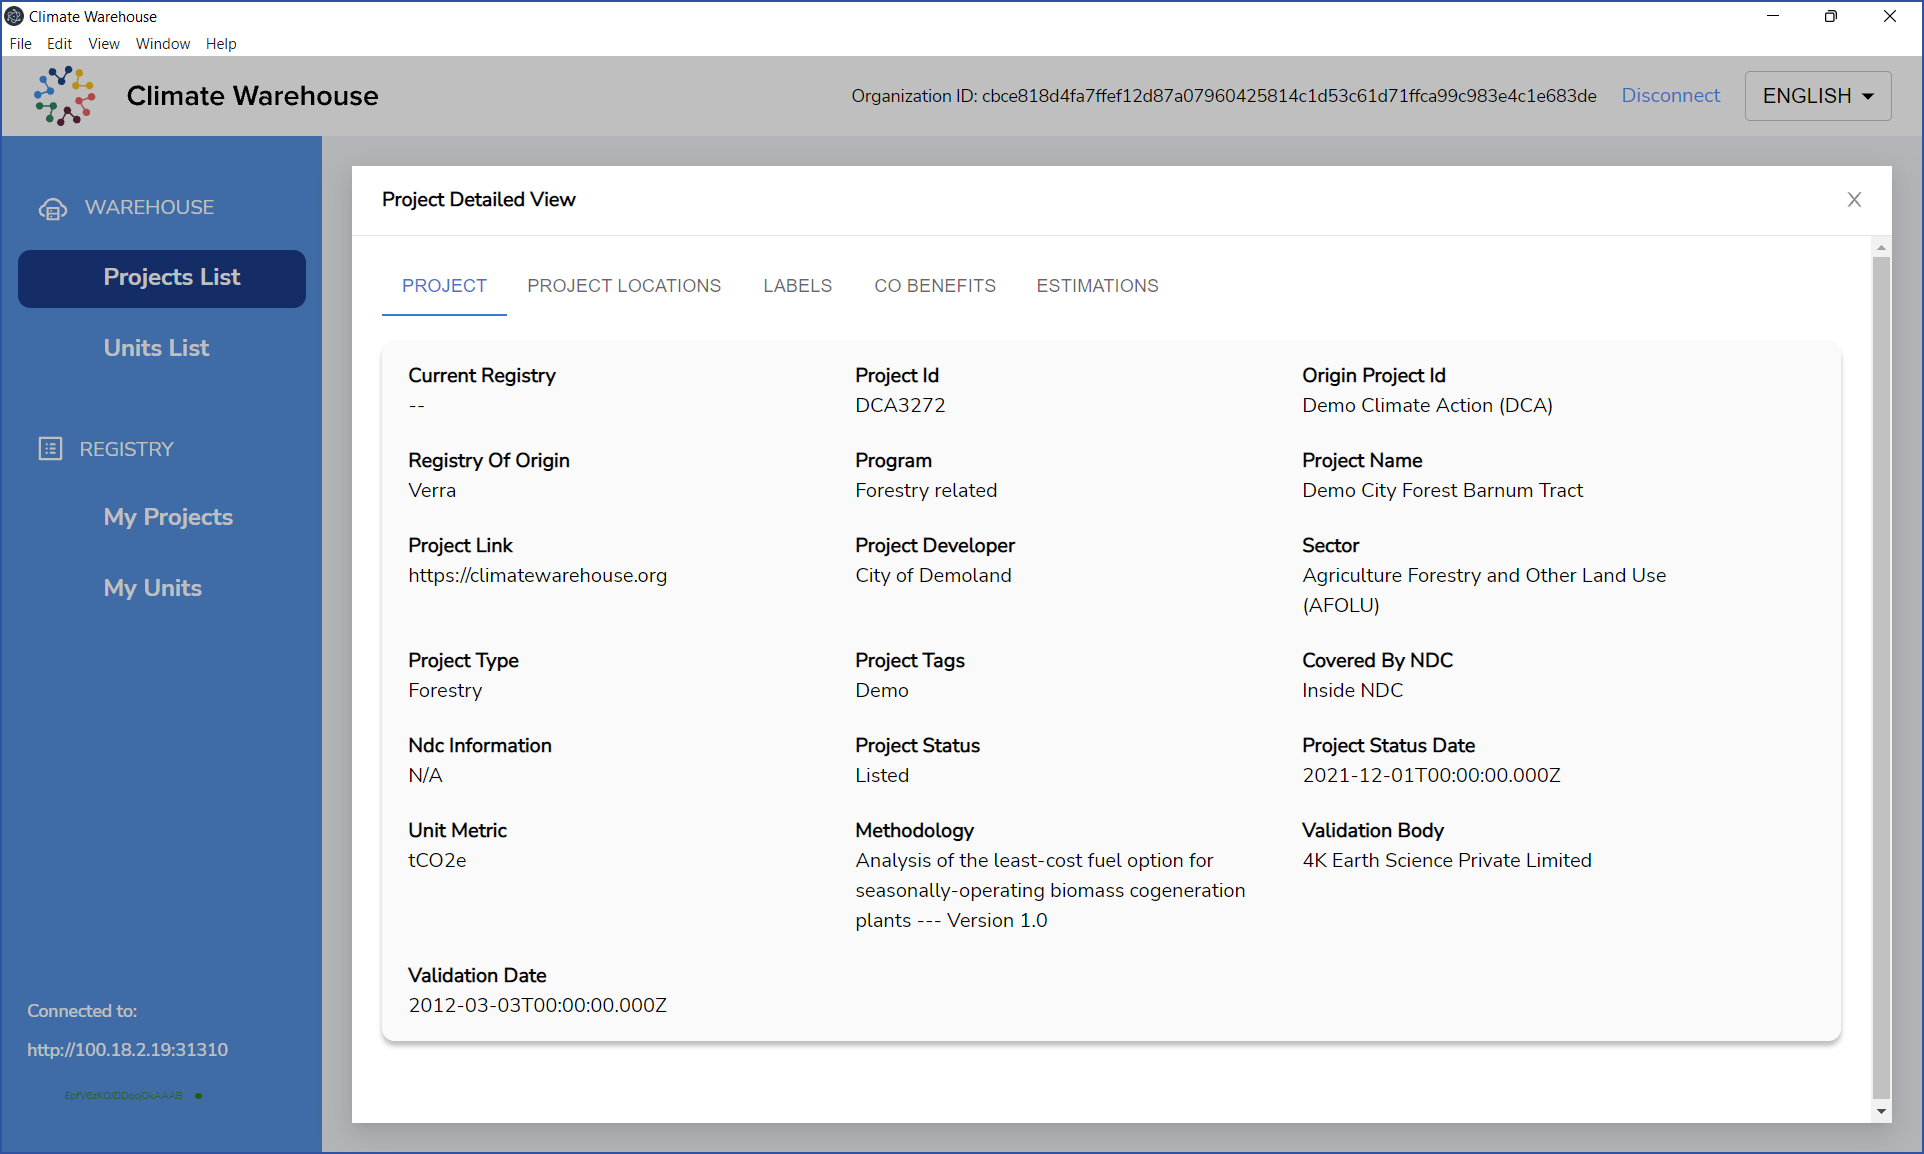 Climate Warehouse
File Edit View Window Help
Climate Warehouse
Organization ID: cbce818d4fa7ffef12d87a07960425814c1d53c61d71ffca99c983e4c1e683de Disconnect ENGLISH
WAREHOUSE
Projects List
Units List
REGISTRY
My Projects
My Units
Connected to:
http://100.18.2.19:31310
Project Detailed View
PROJECT PROJECT LOCATIONS LABELS CO BENEFITS ESTIMATIONS
Current Registry Project Id Origin Project Id
-- DCA3272 Demo Climate Action (DCA)
Registry Of Origin Program Project Name
Verra Forestry related Demo City Forest Barnum Tract
Project Link Project Developer Sector
https://climatewarehouse.org City of Demoland Agriculture Forestry and Other Land Use
(AFOLU)
Project Type Project Tags Covered By NDC
Forestry Demo Inside NDC
Ndc Information Project Status Project Status Date
N/A Listed 2021-12-01T00:00:00.000Z
Unit Metric Methodology Validation Body
tCO2e Analysis of the least-cost fuel option for 4K Earth Science Private Limited
seasonally-operating biomass cogeneration
plants --- Version 1.0
Validation Date
2012-03-03T00:00:00.000Z